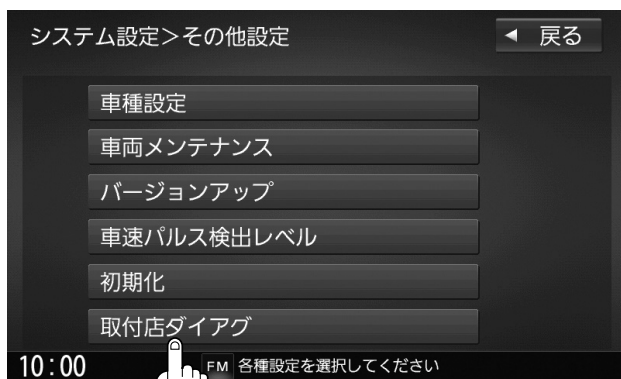 システム設定＞その他設定
◀ 戻る
車種設定
車両メンテナンス
バージョンアップ
車速パルス検出レベル
初期化
取付店ダイアグ
10:00 FM 各種設定を選択してください